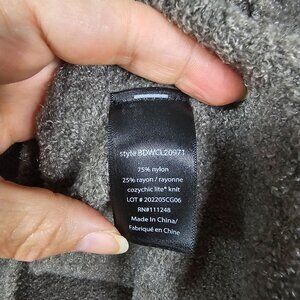 style BDWCL20971
75% nylon
25% rayon / rayonne
cozychic lite® knit
LOT # 202205CG06
RN#111248
Made in China/
Fabriqué en Chine